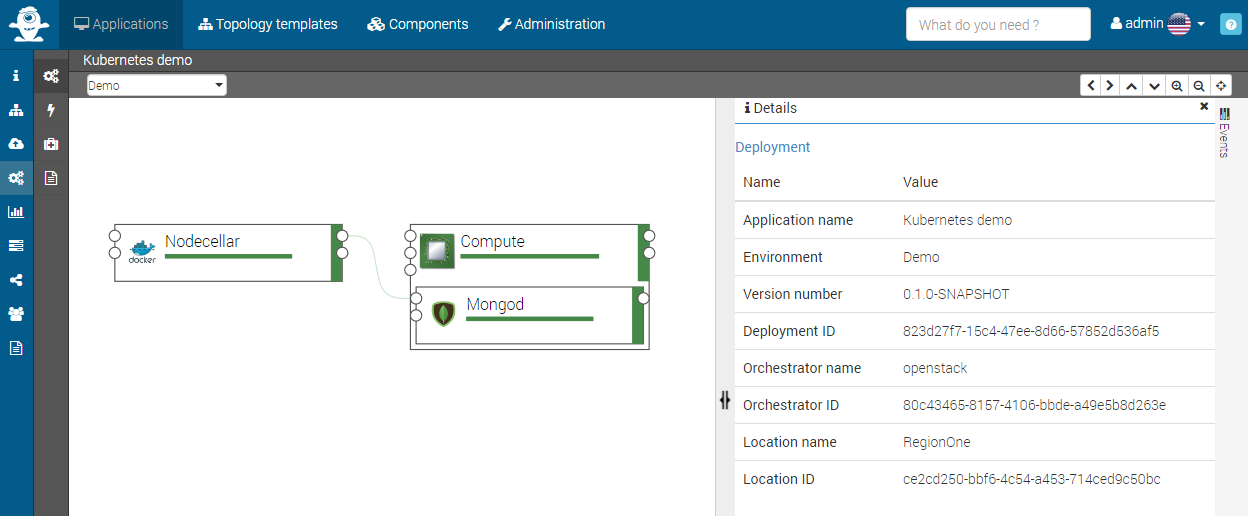 Applications Topology templates Components Administration What do you need ? admin ?
Kubernetes demo
Demo
Details
Events
Deployment
Name Value
Application name Kubernetes demo
Environment Demo
Version number 0.1.0-SNAPSHOT
Deployment ID 823d27f7-15c4-47ee-8d66-57852d536af5
Orchestrator name openstack
Orchestrator ID 80c43465-8157-4106-bbde-a49e5b8d263e
Location name RegionOne
Location ID ce2cd250-bbf6-4c54-a453-714ced9c50bc
Nodecellar
docker
Compute
Mongod